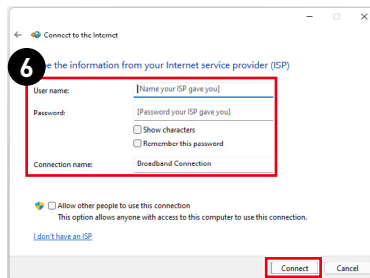 Connect to the Internet
6
e the information from your Internet service provider (ISP)
User name:
[Name your ISP gave you]
Password:
[Password your ISP gave you]
Show characters
Remember this password
Connection name:
Broadband Connection
Allow other people to use this connection
This option allows anyone with access to this computer to use this connection.
I don't have an ISP
Connect
Cancel